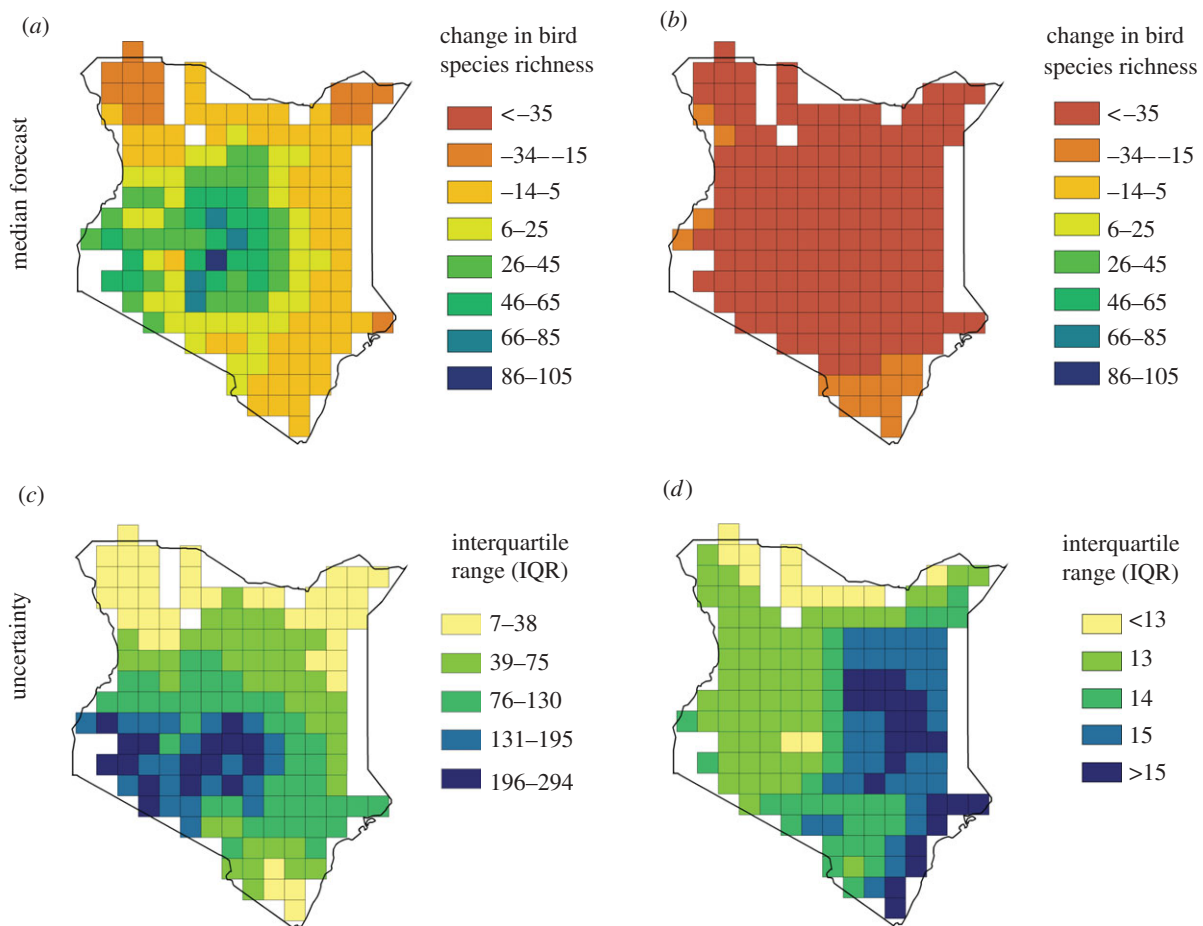 (a)
change in bird
species richness
<–35
–34––15
–14–5
6–25
26–45
46–65
66–85
86–105
median forecast
(b)
change in bird
species richness
<–35
–34––15
–14–5
6–25
26–45
46–65
66–85
86–105
(c)
interquartile
range (IQR)
7–38
39–75
76–130
131–195
196–294
uncertainty
(d)
interquartile
range (IQR)
<13
13
14
15
>15